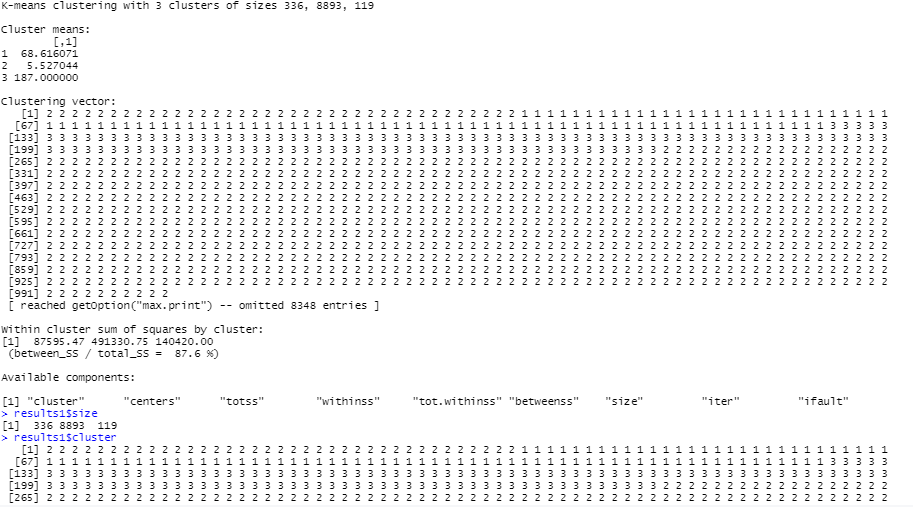 K-means clustering with 3 clusters of sizes 336, 8893, 119
Cluster means:
[,1]
1 68.616071
2 5.527044
3 187.000000
Clustering vector:
[1] 2 2 2 2 2 2 2 2 2 2 2 2 2 2 2 2 2 2 2 2 2 2 2 2 2 2 2 2 2 2 2 2 2 2 2 2 2 1 1 1 1 1 1 1 1 1 1 1 1 1 1 1 1 1 1 1 1 1 1 1 1 1 1 1 1 1
[67] 1 1 1 1 1 1 1 1 1 1 1 1 1 1 1 1 1 1 1 1 1 1 1 1 1 1 1 1 1 1 1 1 1 1 1 1 1 1 1 1 1 1 1 1 1 1 1 1 1 1 1 1 1 1 1 1 1 1 1 1 1 3 3 3 3 3
[133] 3 3 3 3 3 3 3 3 3 3 3 3 3 3 3 3 3 3 3 3 3 3 3 3 3 3 3 3 3 3 3 3 3 3 3 3 3 3 3 3 3 3 3 3 3 3 3 3 3 3 3 3 3 3 3 3 3 3 3 3 3 3 3 3 3 3
[199] 3 3 3 3 3 3 3 3 3 3 3 3 3 3 3 3 3 3 3 3 3 3 3 3 3 3 3 3 3 3 3 3 3 3 3 3 3 3 3 3 3 3 3 3 3 3 3 3 2 2 2 2 2 2 2 2 2 2 2 2 2 2 2 2 2 2
[265] 2 2 2 2 2 2 2 2 2 2 2 2 2 2 2 2 2 2 2 2 2 2 2 2 2 2 2 2 2 2 2 2 2 2 2 2 2 2 2 2 2 2 2 2 2 2 2 2 2 2 2 2 2 2 2 2 2 2 2 2 2 2 2 2 2 2
[331] 2 2 2 2 2 2 2 2 2 2 2 2 2 2 2 2 2 2 2 2 2 2 2 2 2 2 2 2 2 2 2 2 2 2 2 2 2 2 2 2 2 2 2 2 2 2 2 2 2 2 2 2 2 2 2 2 2 2 2 2 2 2 2 2 2 2
[397] 2 2 2 2 2 2 2 2 2 2 2 2 2 2 2 2 2 2 2 2 2 2 2 2 2 2 2 2 2 2 2 2 2 2 2 2 2 2 2 2 2 2 2 2 2 2 2 2 2 2 2 2 2 2 2 2 2 2 2 2 2 2 2 2 2 2
[463] 2 2 2 2 2 2 2 2 2 2 2 2 2 2 2 2 2 2 2 2 2 2 2 2 2 2 2 2 2 2 2 2 2 2 2 2 2 2 2 2 2 2 2 2 2 2 2 2 2 2 2 2 2 2 2 2 2 2 2 2 2 2 2 2 2 2
[529] 2 2 2 2 2 2 2 2 2 2 2 2 2 2 2 2 2 2 2 2 2 2 2 2 2 2 2 2 2 2 2 2 2 2 2 2 2 2 2 2 2 2 2 2 2 2 2 2 2 2 2 2 2 2 2 2 2 2 2 2 2 2 2 2 2 2
[595] 2 2 2 2 2 2 2 2 2 2 2 2 2 2 2 2 2 2 2 2 2 2 2 2 2 2 2 2 2 2 2 2 2 2 2 2 2 2 2 2 2 2 2 2 2 2 2 2 2 2 2 2 2 2 2 2 2 2 2 2 2 2 2 2 2 2
[661] 2 2 2 2 2 2 2 2 2 2 2 2 2 2 2 2 2 2 2 2 2 2 2 2 2 2 2 2 2 2 2 2 2 2 2 2 2 2 2 2 2 2 2 2 2 2 2 2 2 2 2 2 2 2 2 2 2 2 2 2 2 2 2 2 2 2
[727] 2 2 2 2 2 2 2 2 2 2 2 2 2 2 2 2 2 2 2 2 2 2 2 2 2 2 2 2 2 2 2 2 2 2 2 2 2 2 2 2 2 2 2 2 2 2 2 2 2 2 2 2 2 2 2 2 2 2 2 2 2 2 2 2 2 2
[793] 2 2 2 2 2 2 2 2 2 2 2 2 2 2 2 2 2 2 2 2 2 2 2 2 2 2 2 2 2 2 2 2 2 2 2 2 2 2 2 2 2 2 2 2 2 2 2 2 2 2 2 2 2 2 2 2 2 2 2 2 2 2 2 2 2 2
[859] 2 2 2 2 2 2 2 2 2 2 2 2 2 2 2 2 2 2 2 2 2 2 2 2 2 2 2 2 2 2 2 2 2 2 2 2 2 2 2 2 2 2 2 2 2 2 2 2 2 2 2 2 2 2 2 2 2 2 2 2 2 2 2 2 2 2
[925] 2 2 2 2 2 2 2 2 2 2 2 2 2 2 2 2 2 2 2 2 2 2 2 2 2 2 2 2 2 2 2 2 2 2 2 2 2 2 2 2 2 2 2 2 2 2 2 2 2 2 2 2 2 2 2 2 2 2 2 2 2 2 2 2 2 2
[991] 2 2 2 2 2 2 2 2 2 2
[ reached getOption("max.print") -- omitted 8348 entries ]
Within cluster sum of squares by cluster:
[1] 87595.47 491330.75 140420.00
(between_SS / total_SS = 87.6 %)
Available components:
[1] "cluster" "centers" "totss" "withinss" "tot.withinss" "betweenss" "size" "iter" "ifault"
> results1$size
[1] 336 8893 119
> results1$cluster
[1] 2 2 2 2 2 2 2 2 2 2 2 2 2 2 2 2 2 2 2 2 2 2 2 2 2 2 2 2 2 2 2 2 2 2 2 2 2 1 1 1 1 1 1 1 1 1 1 1 1 1 1 1 1 1 1 1 1 1 1 1 1 1 1 1 1 1
[67] 1 1 1 1 1 1 1 1 1 1 1 1 1 1 1 1 1 1 1 1 1 1 1 1 1 1 1 1 1 1 1 1 1 1 1 1 1 1 1 1 1 1 1 1 1 1 1 1 1 1 1 1 1 1 1 1 1 1 1 1 1 3 3 3 3 3
[133] 3 3 3 3 3 3 3 3 3 3 3 3 3 3 3 3 3 3 3 3 3 3 3 3 3 3 3 3 3 3 3 3 3 3 3 3 3 3 3 3 3 3 3 3 3 3 3 3 3 3 3 3 3 3 3 3 3 3 3 3 3 3 3 3 3 3
[199] 3 3 3 3 3 3 3 3 3 3 3 3 3 3 3 3 3 3 3 3 3 3 3 3 3 3 3 3 3 3 3 3 3 3 3 3 3 3 3 3 3 3 3 3 3 3 3 3 2 2 2 2 2 2 2 2 2 2 2 2 2 2 2 2 2 2
[265] 2 2 2 2 2 2 2 2 2 2 2 2 2 2 2 2 2 2 2 2 2 2 2 2 2 2 2 2 2 2 2 2 2 2 2 2 2 2 2 2 2 2 2 2 2 2 2 2 2 2 2 2 2 2 2 2 2 2 2 2 2 2 2 2 2 2